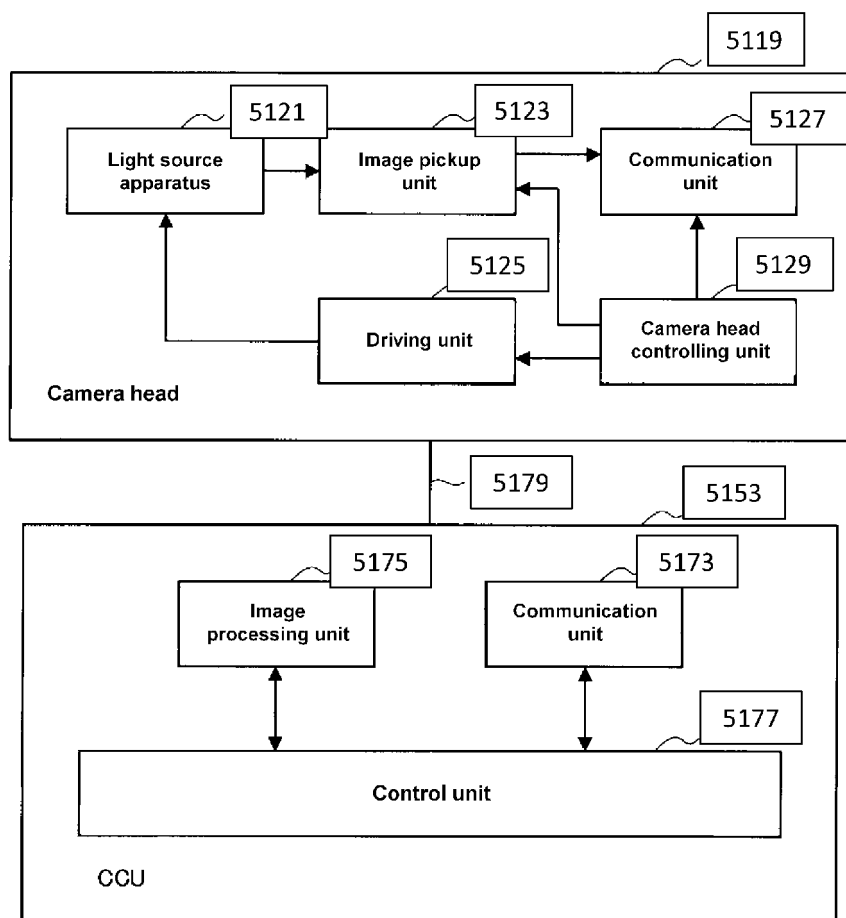 5119
5121
5123
5127
Light source
apparatus
Image pickup
unit
Communication
unit
5125
5129
Driving unit
Camera head
controlling unit
Camera head
5179
5153
5175
5173
Image
processing unit
Communication
unit
5177
Control unit
CCU